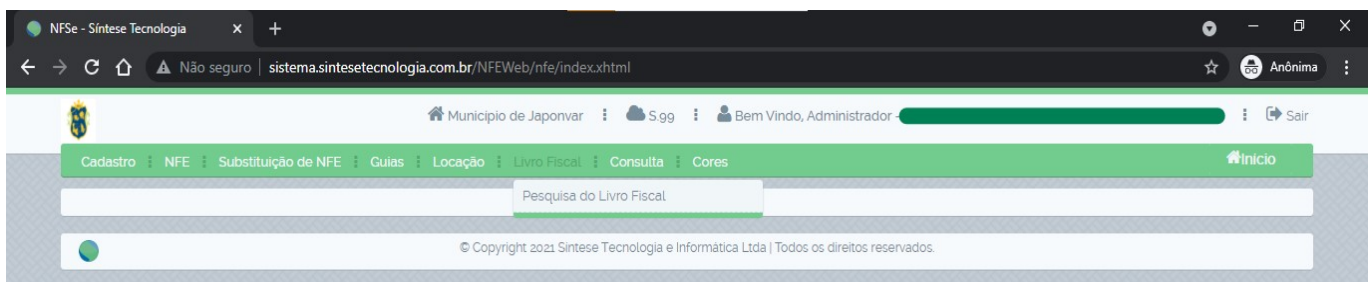 NFSe - Síntese Tecnologia
Não seguro | sistema.sintesetecnologia.com.br/NFEWeb/nfe/index.xhtml
Anônima
Municipio de Japonvar
S.99
Bem Vindo, Administrador -
Sair
Cadastro NFE Substituição de NFE Guias Locação Livro Fiscal Consulta Cores Início
Pesquisa do Livro Fiscal
© Copyright 2021 Síntese Tecnologia e Informática Ltda | Todos os direitos reservados.